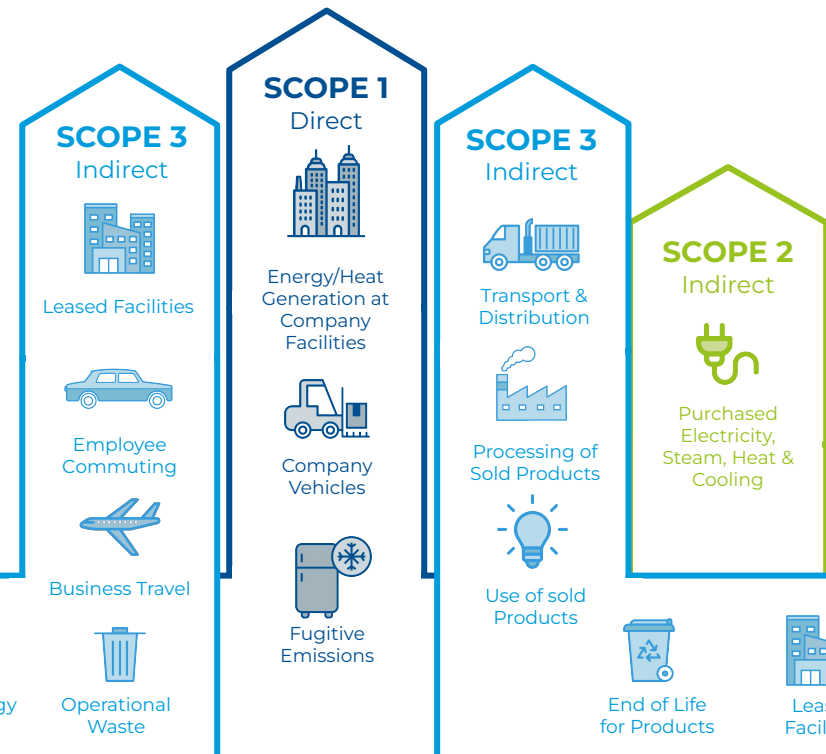 SCOPE 3
Indirect
Leased Facilities
Employee
Commuting
Business Travel
Operational
Waste
SCOPE 1
Direct
Energy/Heat
Generation at
Company
Facilities
Company
Vehicles
Fugitive
Emissions
SCOPE 3
Indirect
Transport &
Distribution
Processing of
Sold Products
Use of sold
Products
SCOPE 2
Indirect
Purchased
Electricity,
Steam, Heat &
Cooling
End of Life
for Products